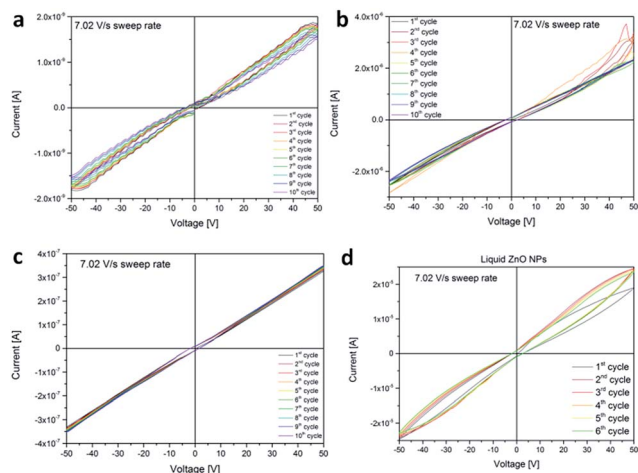 a
7.02 V/s sweep rate
Current [A]
2.0x10⁻⁹
1.0x10⁻⁹
0.0
-1.0x10⁻⁹
-2.0x10⁻⁹
1st cycle
2nd cycle
3rd cycle
4th cycle
5th cycle
6th cycle
7th cycle
8th cycle
9th cycle
10th cycle
-50 -40 -30 -20 -10 0 10 20 30 40 50
Voltage [V]
b
7.02 V/s sweep rate
Current [A]
4.0x10⁻⁶
2.0x10⁻⁶
0.0
-2.0x10⁻⁶
1st cycle
2nd cycle
3rd cycle
4th cycle
5th cycle
6th cycle
7th cycle
8th cycle
9th cycle
10th cycle
-50 -40 -30 -20 -10 0 10 20 30 40 50
Voltage [V]
c
7.02 V/s sweep rate
Current [A]
4x10⁻⁷
3x10⁻⁷
2x10⁻⁷
1x10⁻⁷
0
-1x10⁻⁷
-2x10⁻⁷
-3x10⁻⁷
-4x10⁻⁷
1st cycle
2nd cycle
3rd cycle
4th cycle
5th cycle
6th cycle
7th cycle
8th cycle
9th cycle
10th cycle
-50 -40 -30 -20 -10 0 10 20 30 40 50
Voltage [V]
d
Liquid ZnO NPs
7.02 V/s sweep rate
Current [A]
2x10⁻⁵
1x10⁻⁵
0
-1x10⁻⁵
-2x10⁻⁵
1st cycle
2nd cycle
3rd cycle
4th cycle
5th cycle
6th cycle
-50 -40 -30 -20 -10 0 10 20 30 40 50
Voltage [V]